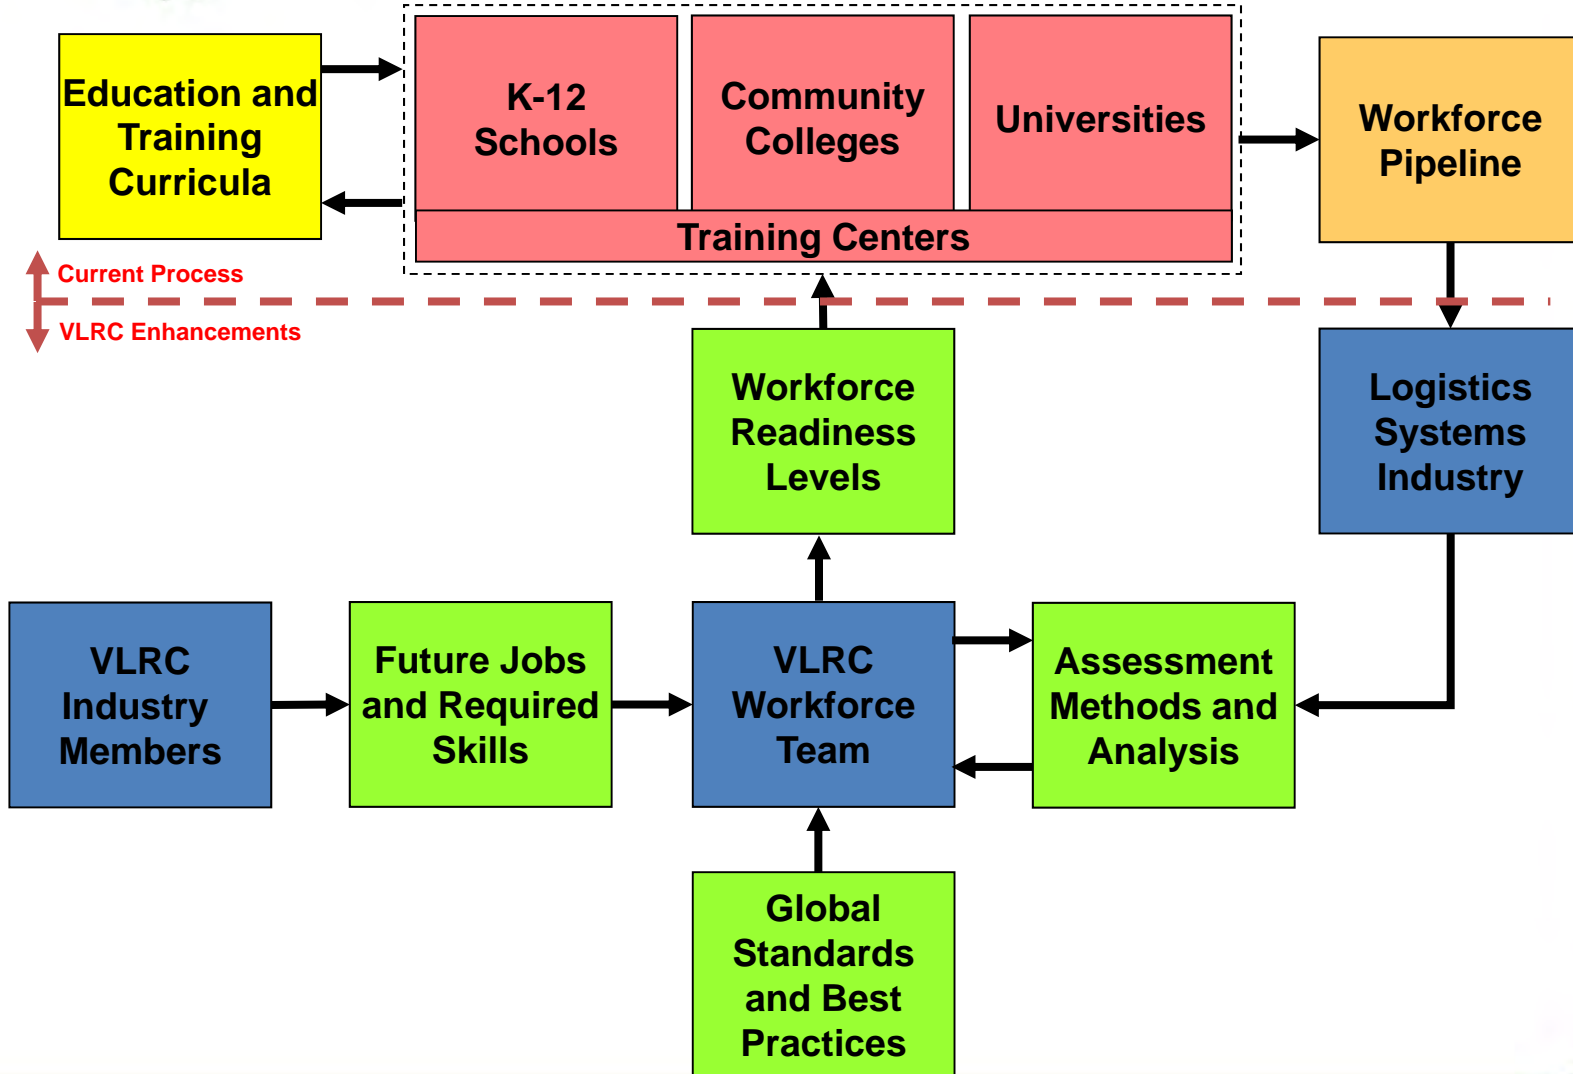 Education and
Training
Curricula
K-12
Schools
Community
Colleges
Universities
Training Centers
Workforce
Pipeline
Current Process
VLRC Enhancements
Workforce
Readiness
Levels
Logistics
Systems
Industry
VLRC
Industry
Members
Future Jobs
and Required
Skills
VLRC
Workforce
Team
Assessment
Methods and
Analysis
Global
Standards
and Best
Practices